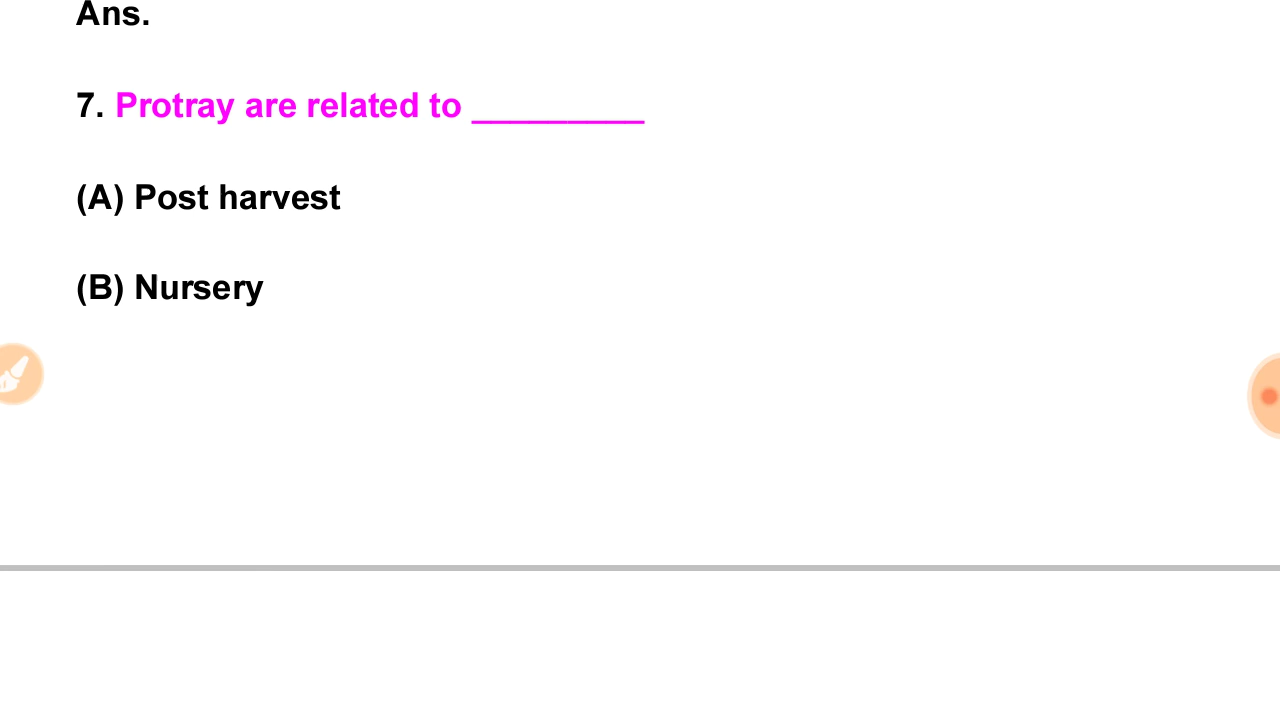 Ans.
7. Protray are related to _________
(A) Post harvest
(B) Nursery